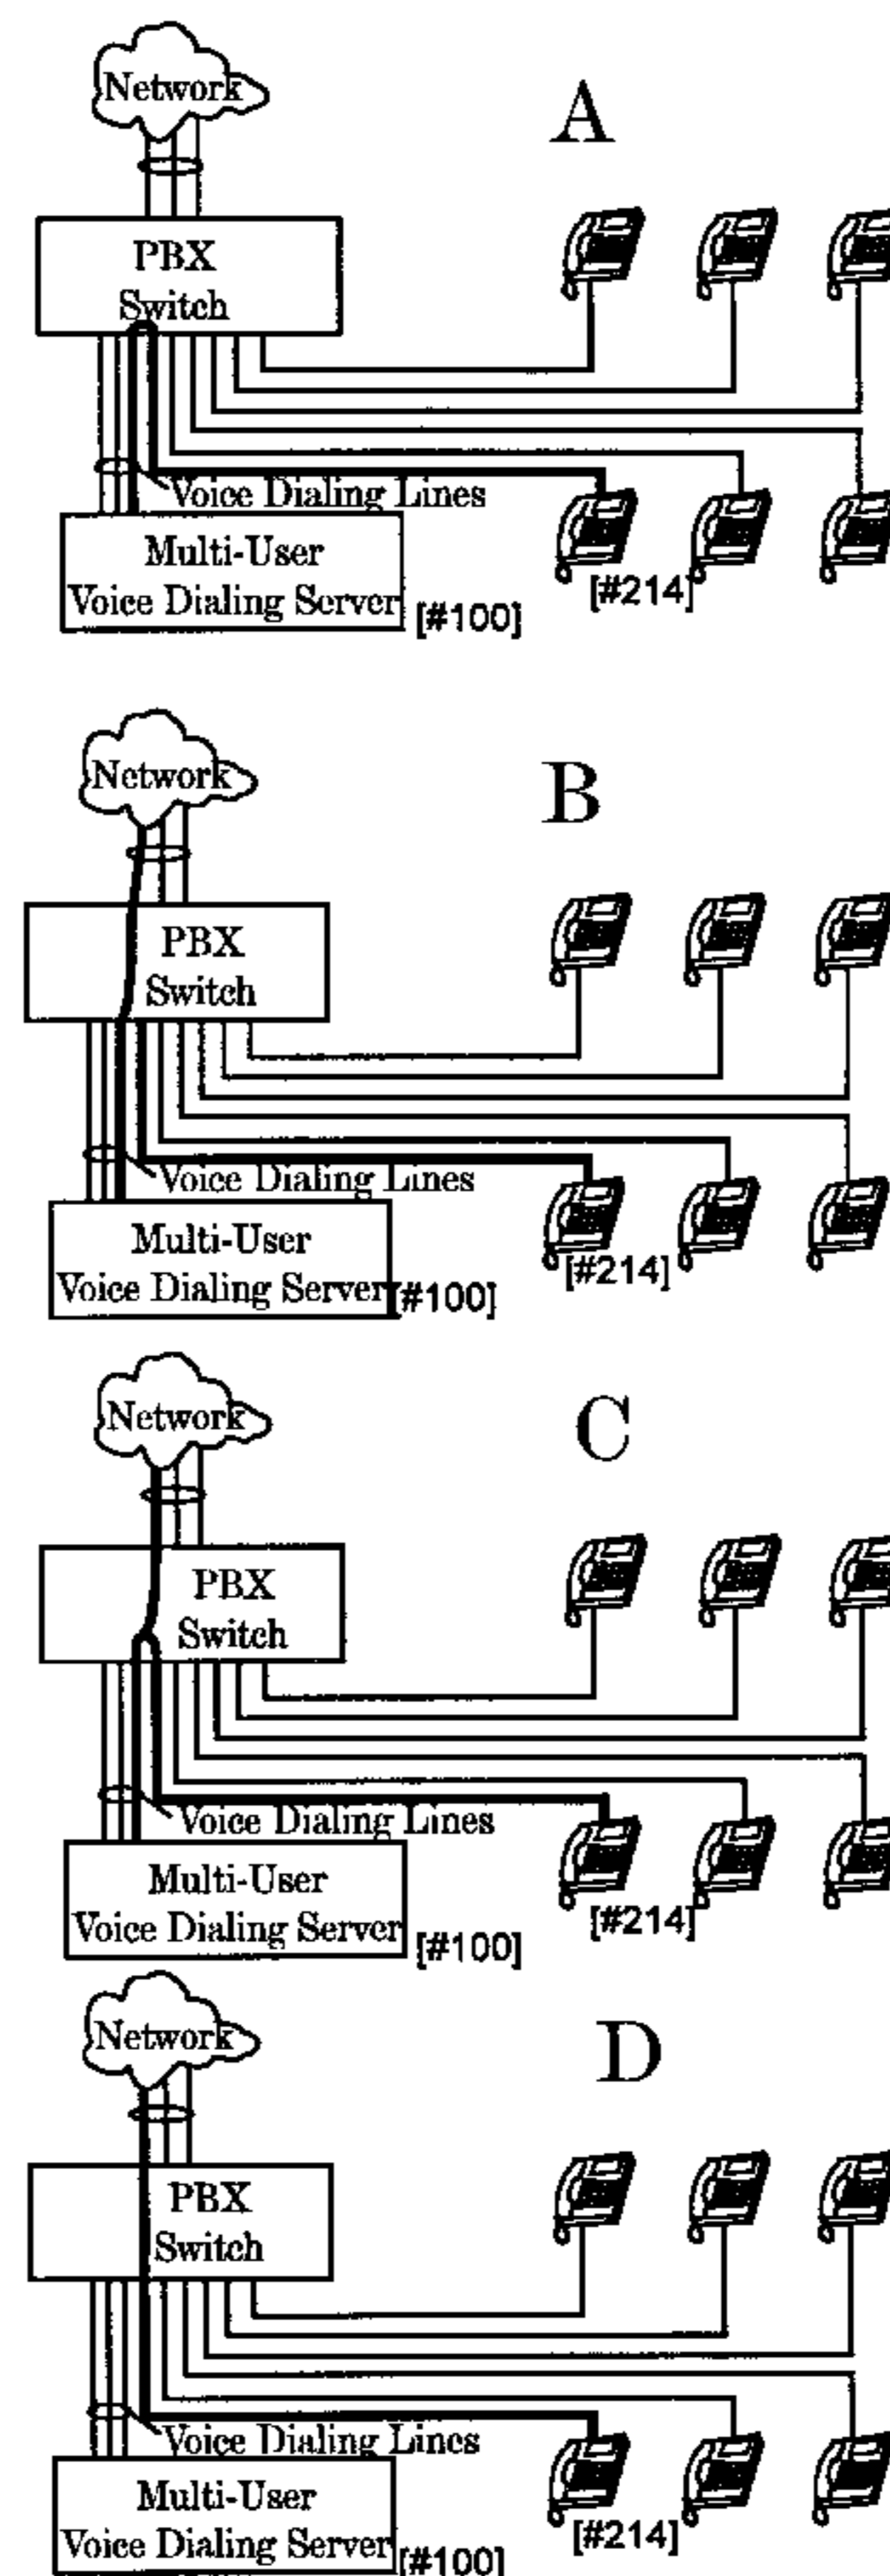 Network
A
PBX
Switch
Voice Dialing Lines
Multi-User
Voice Dialing Server
[#100]
[#214]
Network
B
PBX
Switch
Voice Dialing Lines
Multi-User
Voice Dialing Server
[#100]
[#214]
Network
C
PBX
Switch
Voice Dialing Lines
Multi-User
Voice Dialing Server
[#100]
[#214]
Network
D
PBX
Switch
Voice Dialing Lines
Multi-User
Voice Dialing Server
[#100]
[#214]